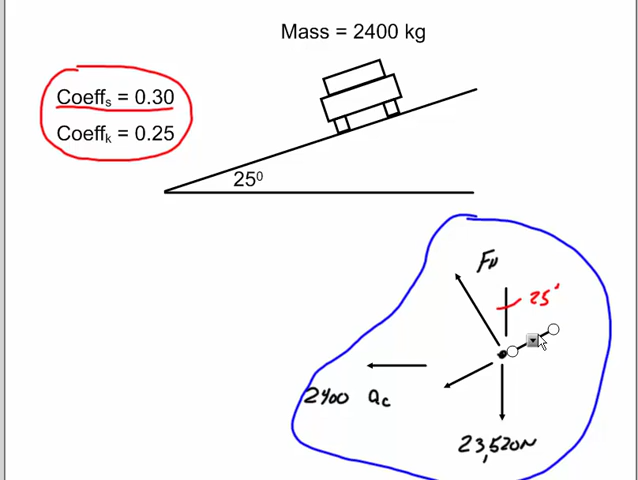 Mass = 2400 kg
Coeffs = 0.30
Coeffk = 0.25
25⁰
FN
25°
2400 ac
23,520N